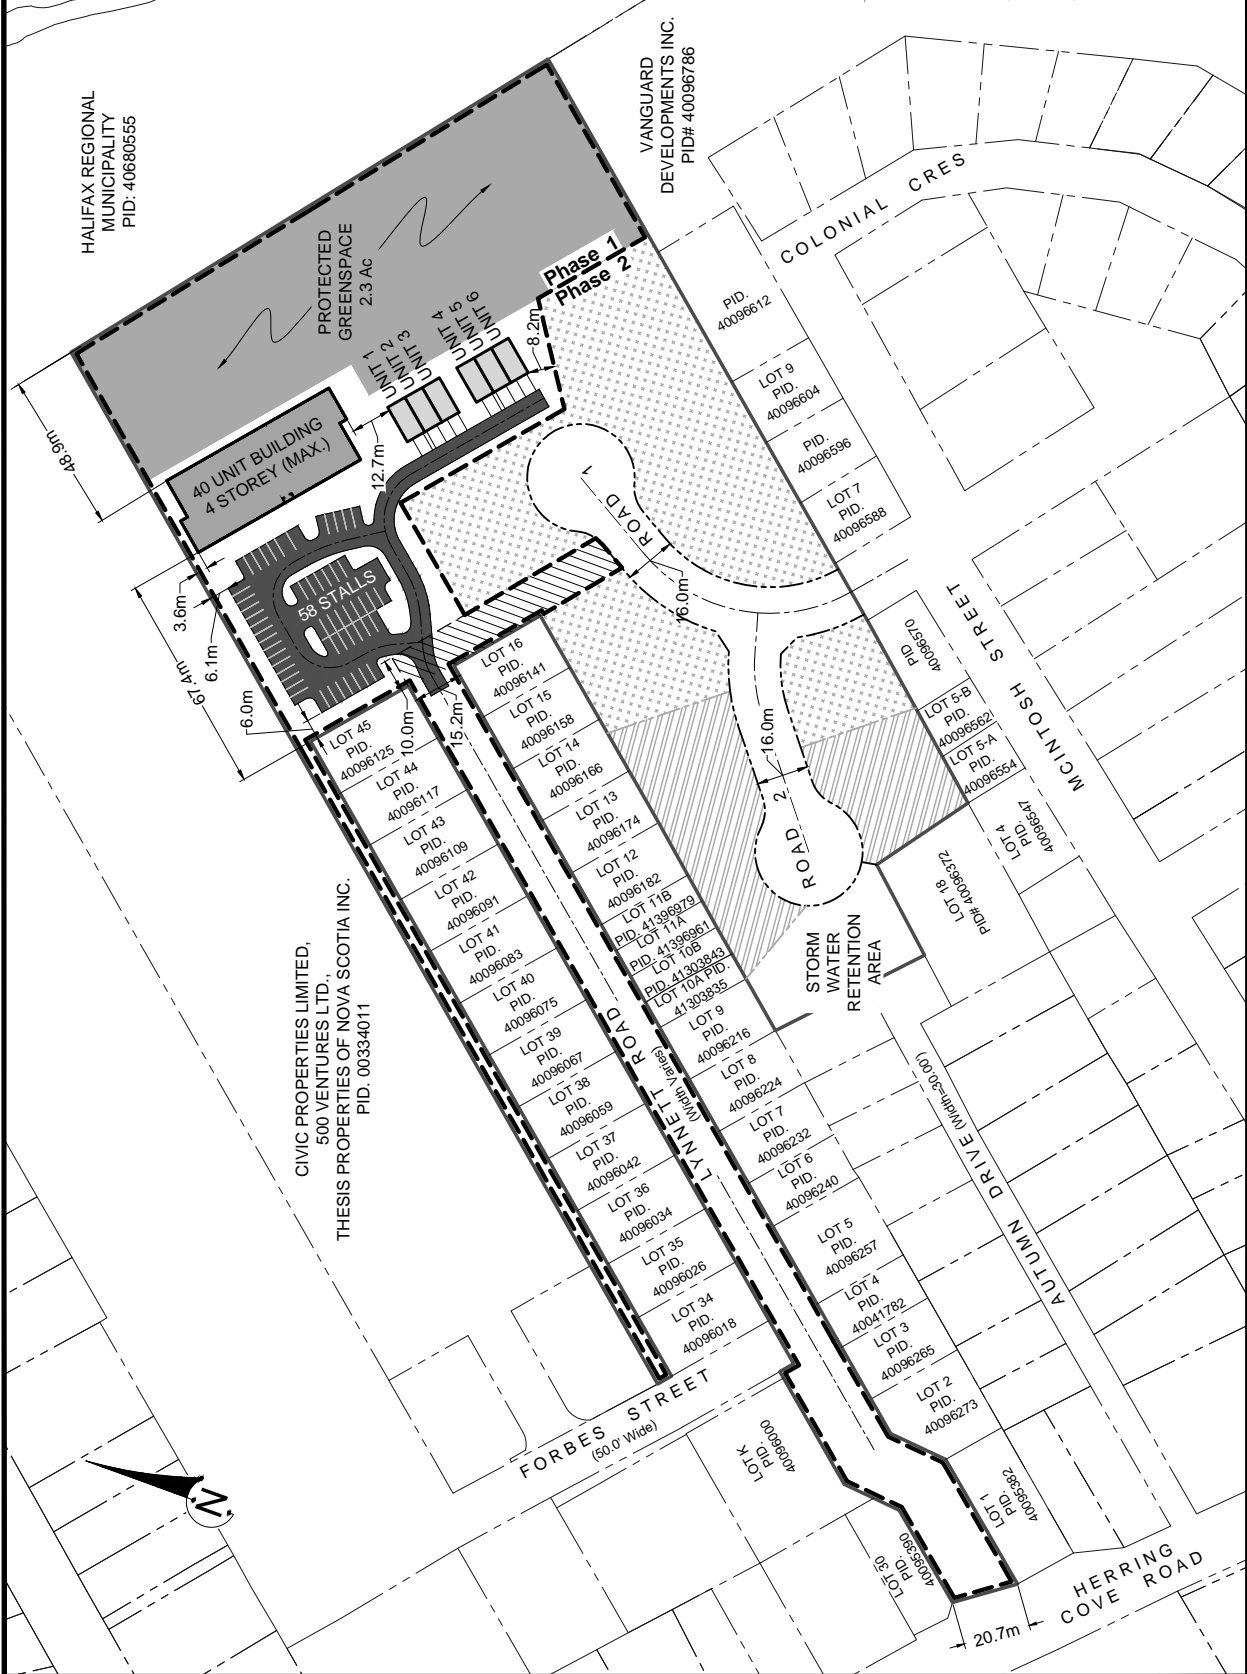 HALIFAX REGIONAL
MUNICIPALITY
PID: 40680555
VANGUARD
DEVELOPMENTS INC.
PID# 40096786
PROTECTED
GREENSPACE
2.3 Ac
COLONIAL CRES
Phase 1
Phase 2
UNIT 1
UNIT 2
UNIT 3
UNIT 4
UNIT 5
UNIT 6
8.2m
48.9m
40 UNIT BUILDING
4 STOREY (MAX.)
12.7m
58 STALLS
3.6m
6.1m
67.4m
6.0m
10.0m
15.2m
ROAD 1
16.0m
ROAD 2
16.0m
PID.
40096612
LOT 9
PID.
40096604
PID.
40096596
LOT 7
PID.
40096588
PID
40096570
LOT 5-B
PID.
40096562
LOT 5-A
PID.
40096554
LOT 4
PID.
40096547
LOT 18
PID# 40096372
MCINTOSH STREET
STORM
WATER
RETENTION
AREA
LOT 45
PID.
40096125
LOT 44
PID.
40096117
LOT 43
PID.
40096109
LOT 42
PID.
40096091
LOT 41
PID.
40096083
LOT 40
PID.
40096075
LOT 39
PID.
40096067
LOT 38
PID.
40096059
LOT 37
PID.
40096042
LOT 36
PID.
40096034
LOT 35
PID.
40096026
LOT 34
PID.
40096018
LOT 16
PID.
40096141
LOT 15
PID.
40096158
LOT 14
PID.
40096166
LOT 13
PID.
40096174
LOT 12
PID.
40096182
LOT 11B
PID. 41396979
LOT 11A
PID. 41396961
LOT 10B
PID. 41303843
LOT 10A PID.
41303835
LOT 9
PID.
40096216
LOT 8
PID.
40096224
LOT 7
PID.
40096232
LOT 6
PID.
40096240
LOT 5
PID.
40096257
LOT 4
PID.
40041782
LOT 3
PID.
40096265
LOT 2
PID.
40096273
LOT 1
PID.
40095382
LYNNETT ROAD
(Width Varies)
CIVIC PROPERTIES LIMITED,
500 VENTURES LTD.,
THESIS PROPERTIES OF NOVA SCOTIA INC.
PID. 00334011
AUTUMN DRIVE (Width=30.00')
FORBES STREET
(50.0' Wide)
LOT K
PID.
40096000
LOT 30
PID.
40095390
HERRING
COVE ROAD
20.7m
N